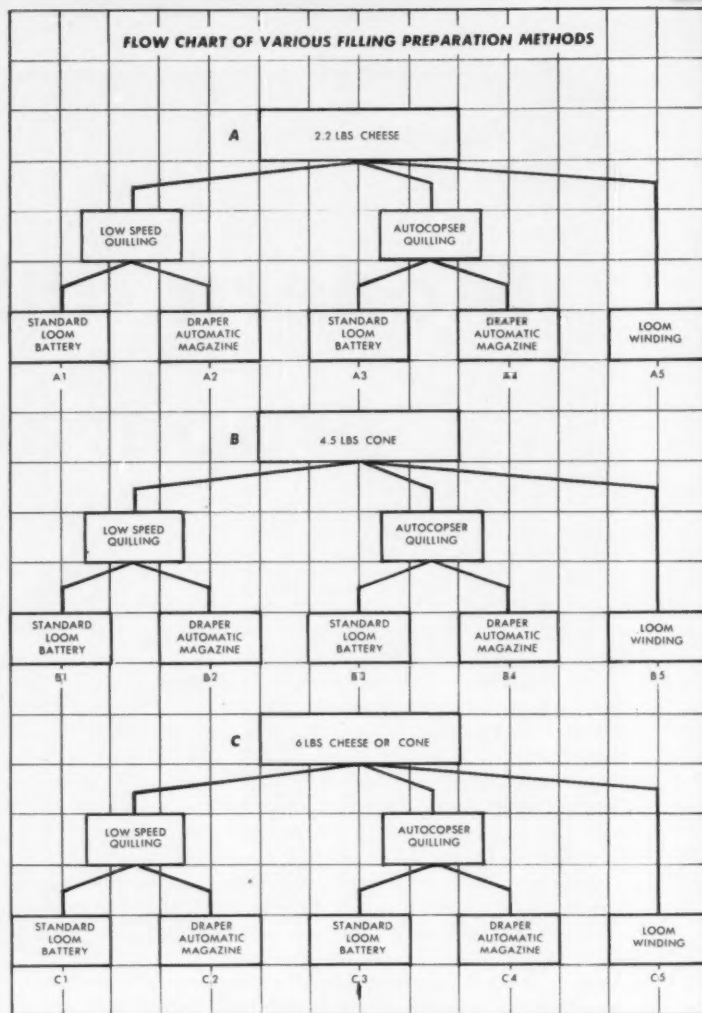 FLOW CHART OF VARIOUS FILLING PREPARATION METHODS
A
2.2 LBS CHEESE
LOW SPEED
QUILLING
AUTOCOPSER
QUILLING
STANDARD
LOOM
BATTERY
DRAPER
AUTOMATIC
MAGAZINE
STANDARD
LOOM
BATTERY
DRAPER
AUTOMATIC
MAGAZINE
LOOM
WINDING
A1
A2
A3
A4
A5
B
4.5 LBS CONE
LOW SPEED
QUILLING
AUTOCOPSER
QUILLING
STANDARD
LOOM
BATTERY
DRAPER
AUTOMATIC
MAGAZINE
STANDARD
LOOM
BATTERY
DRAPER
AUTOMATIC
MAGAZINE
LOOM
WINDING
B1
B2
B3
B4
B5
C
6 LBS CHEESE OR CONE
LOW SPEED
QUILLING
AUTOCOPSER
QUILLING
STANDARD
LOOM
BATTERY
DRAPER
AUTOMATIC
MAGAZINE
STANDARD
LOOM
BATTERY
DRAPER
AUTOMATIC
MAGAZINE
LOOM
WINDING
C1
C2
C3
C4
C5